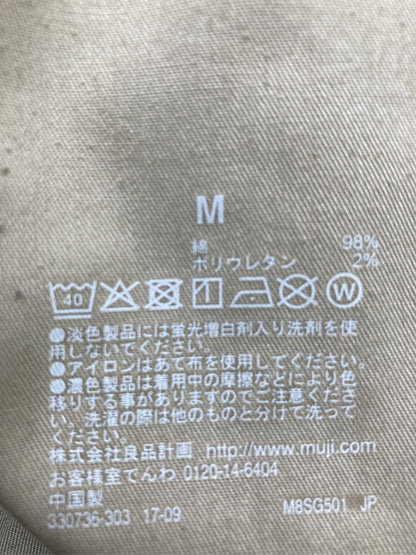 M
綿 98%
ポリウレタン 2%
40 W
●淡色製品には蛍光増白剤入り洗剤を使
用しないでください。
●アイロンはあて布を使用してください。
●濃色製品は着用中の摩擦などにより色
移りする事がありますのでご注意くださ
い。洗濯の際は他のものと分けて洗って
ください。
株式会社良品計画 http://www.muji.com
お客様室でんわ 0120-14-6404
中国製
330736-303 17-09 M8SG501 JP